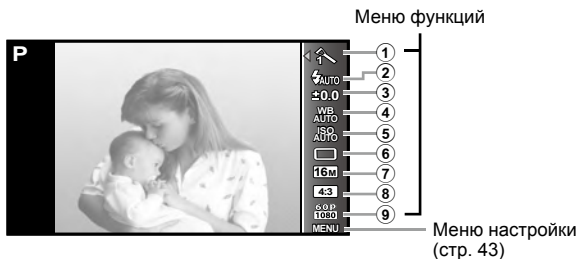 Меню функций
P
1
AUTO
±0.0
WB
AUTO
ISO
AUTO
16M
4:3
60p
1080
MENU
1
2
3
4
5
6
7
8
9
Меню настройки
(стр. 43)